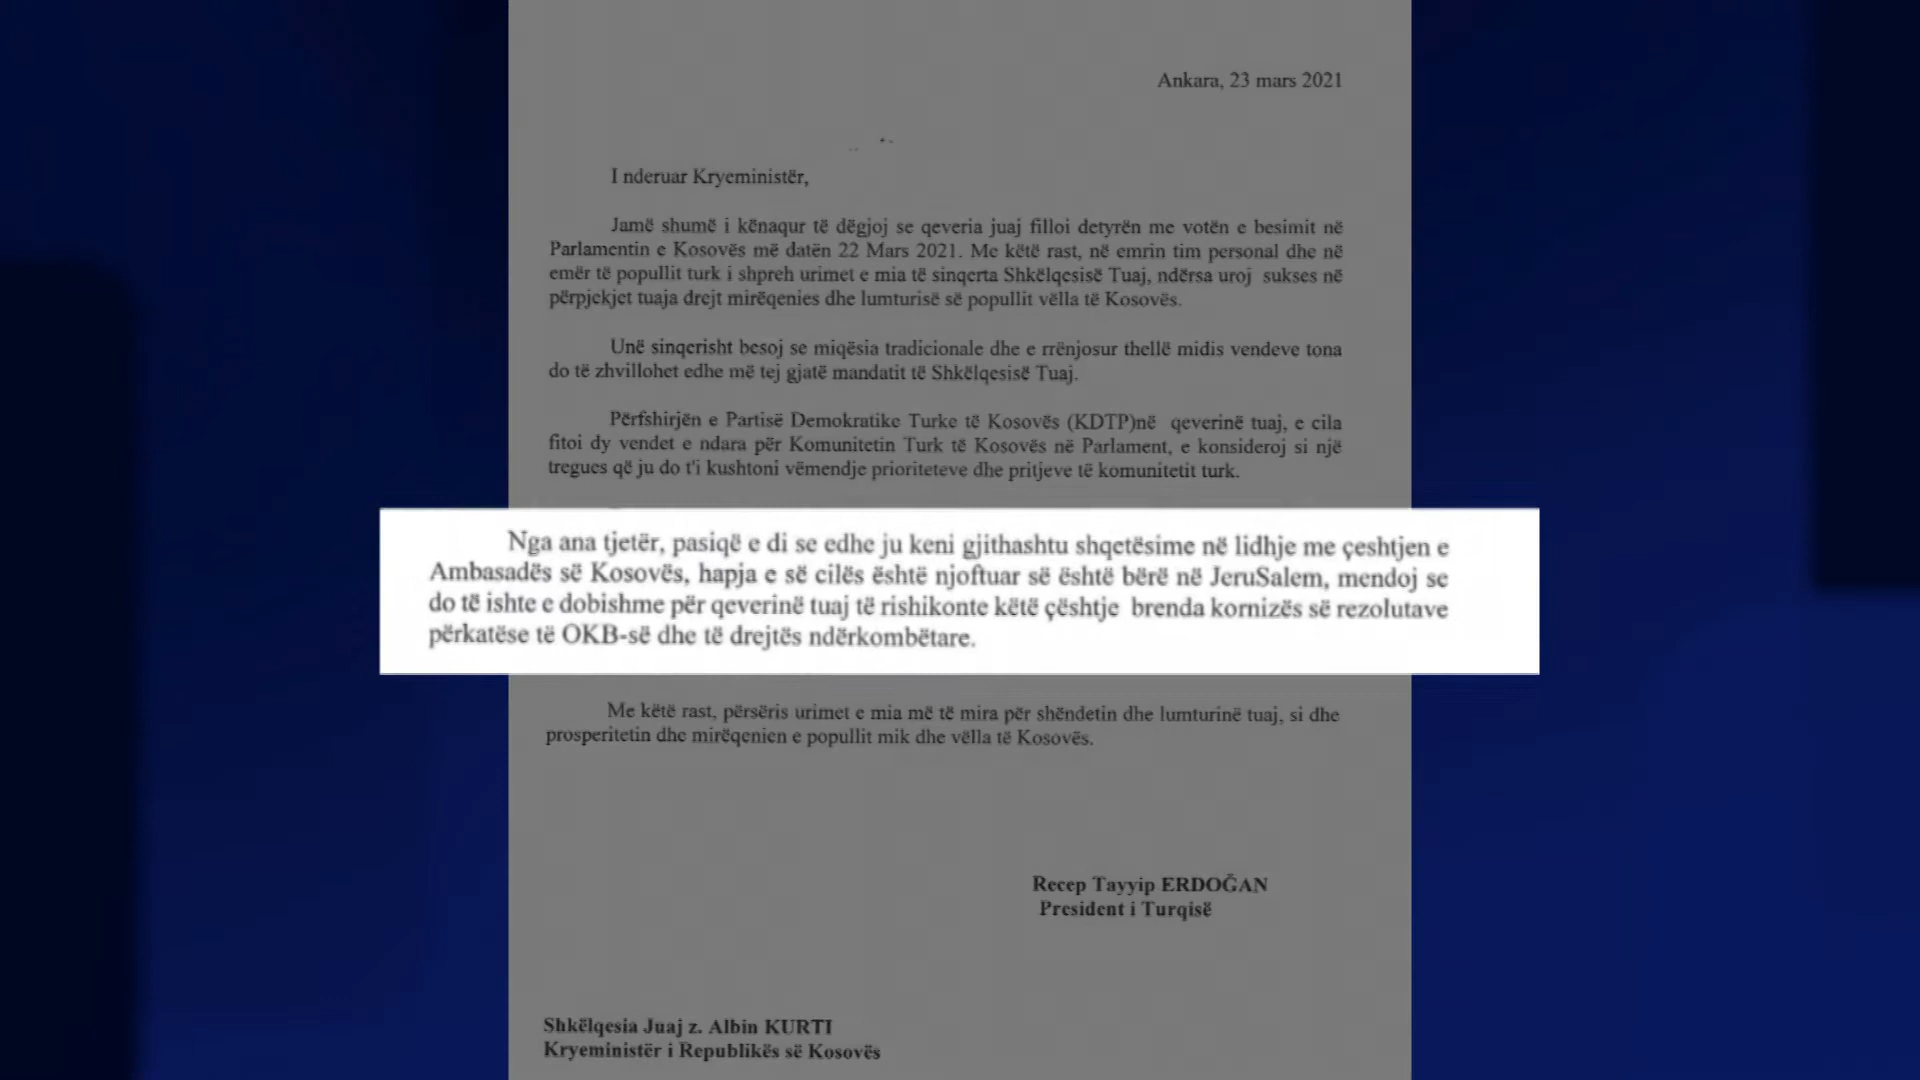 Ankara, 23 mars 2021
I nderuar Kryeministër,
Jamë shumë i kënaqur të dëgjoj se qeveria juaj filloi detyrën me votën e besimit në
Parlamentin e Kosovës më datën 22 Mars 2021. Me këtë rast, në emrin tim personal dhe në
emër të popullit turk i shpreh urimet e mia të sinqerta Shkëlqesisë Tuaj, ndërsa uroj sukses në
përpjekjet tuaja drejt mirëqenies dhe lumturisë së popullit vëlla të Kosovës.
Unë sinqerisht besoj se miqësia tradicionale dhe e rrënjosur thellë midis vendeve tona
do të zhvillohet edhe më tej gjatë mandatit të Shkëlqesisë Tuaj.
Përfshirjën e Partisë Demokratike Turke të Kosovës (KDTP)në qeverinë tuaj, e cila
fitoi dy vendet e ndara për Komunitetin Turk të Kosovës në Parlament, e konsideroj si një
tregues që ju do t'i kushtoni vëmendje prioriteteve dhe pritjeve të komunitetit turk.
Nga ana tjetër, pasiqë e di se edhe ju keni gjithashtu shqetësime në lidhje me çeshtjen e
Ambasadës së Kosovës, hapja e së cilës është njoftuar së është bërë në JeruSalem, mendoj se
do të ishte e dobishme për qeverinë tuaj të rishikonte këtë çështje brenda kornizës së rezolutave
përkatëse të OKB-së dhe të drejtës ndërkombëtare.
Me këtë rast, përsëris urimet e mia më të mira për shëndetin dhe lumturinë tuaj, si dhe
prosperitetin dhe mirëqenien e popullit mik dhe vëlla të Kosovës.
Recep Tayyip ERDOĞAN
President i Turqisë
Shkëlqesia Juaj z. Albin KURTI
Kryeministër i Republikës së Kosovës